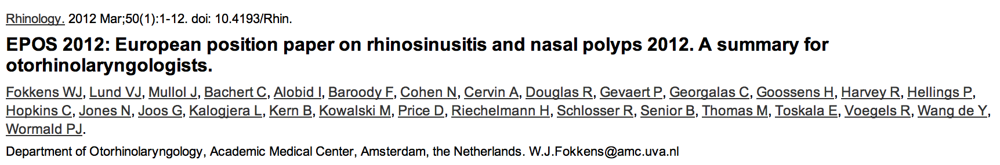 Rhinology. 2012 Mar;50(1):1-12. doi: 10.4193/Rhin.
EPOS 2012: European position paper on rhinosinusitis and nasal polyps 2012. A summary for
otorhinolaryngologists.
Fokkens WJ, Lund VJ, Mullol J, Bachert C, Alobid I, Baroody F, Cohen N, Cervin A, Douglas R, Gevaert P, Georgalas C, Goossens H, Harvey R, Hellings P,
Hopkins C, Jones N, Joos G, Kalogjera L, Kern B, Kowalski M, Price D, Riechelmann H, Schlosser R, Senior B, Thomas M, Toskala E, Voegels R, Wang de Y,
Wormald PJ.
Department of Otorhinolaryngology, Academic Medical Center, Amsterdam, the Netherlands. W.J.Fokkens@amc.uva.nl